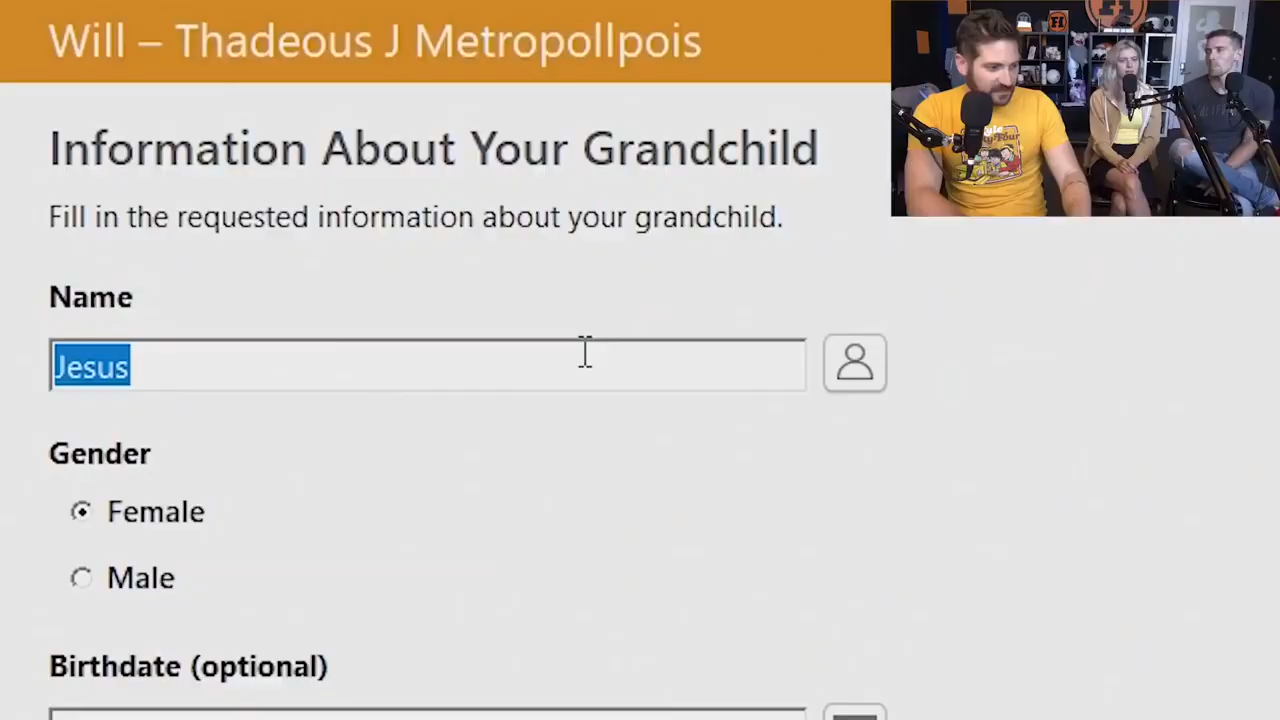 Will – Thadeous J Metropollpois
Information About Your Grandchild
Fill in the requested information about your grandchild.
Name
Jesus
Gender
Female
Male
Birthdate (optional)